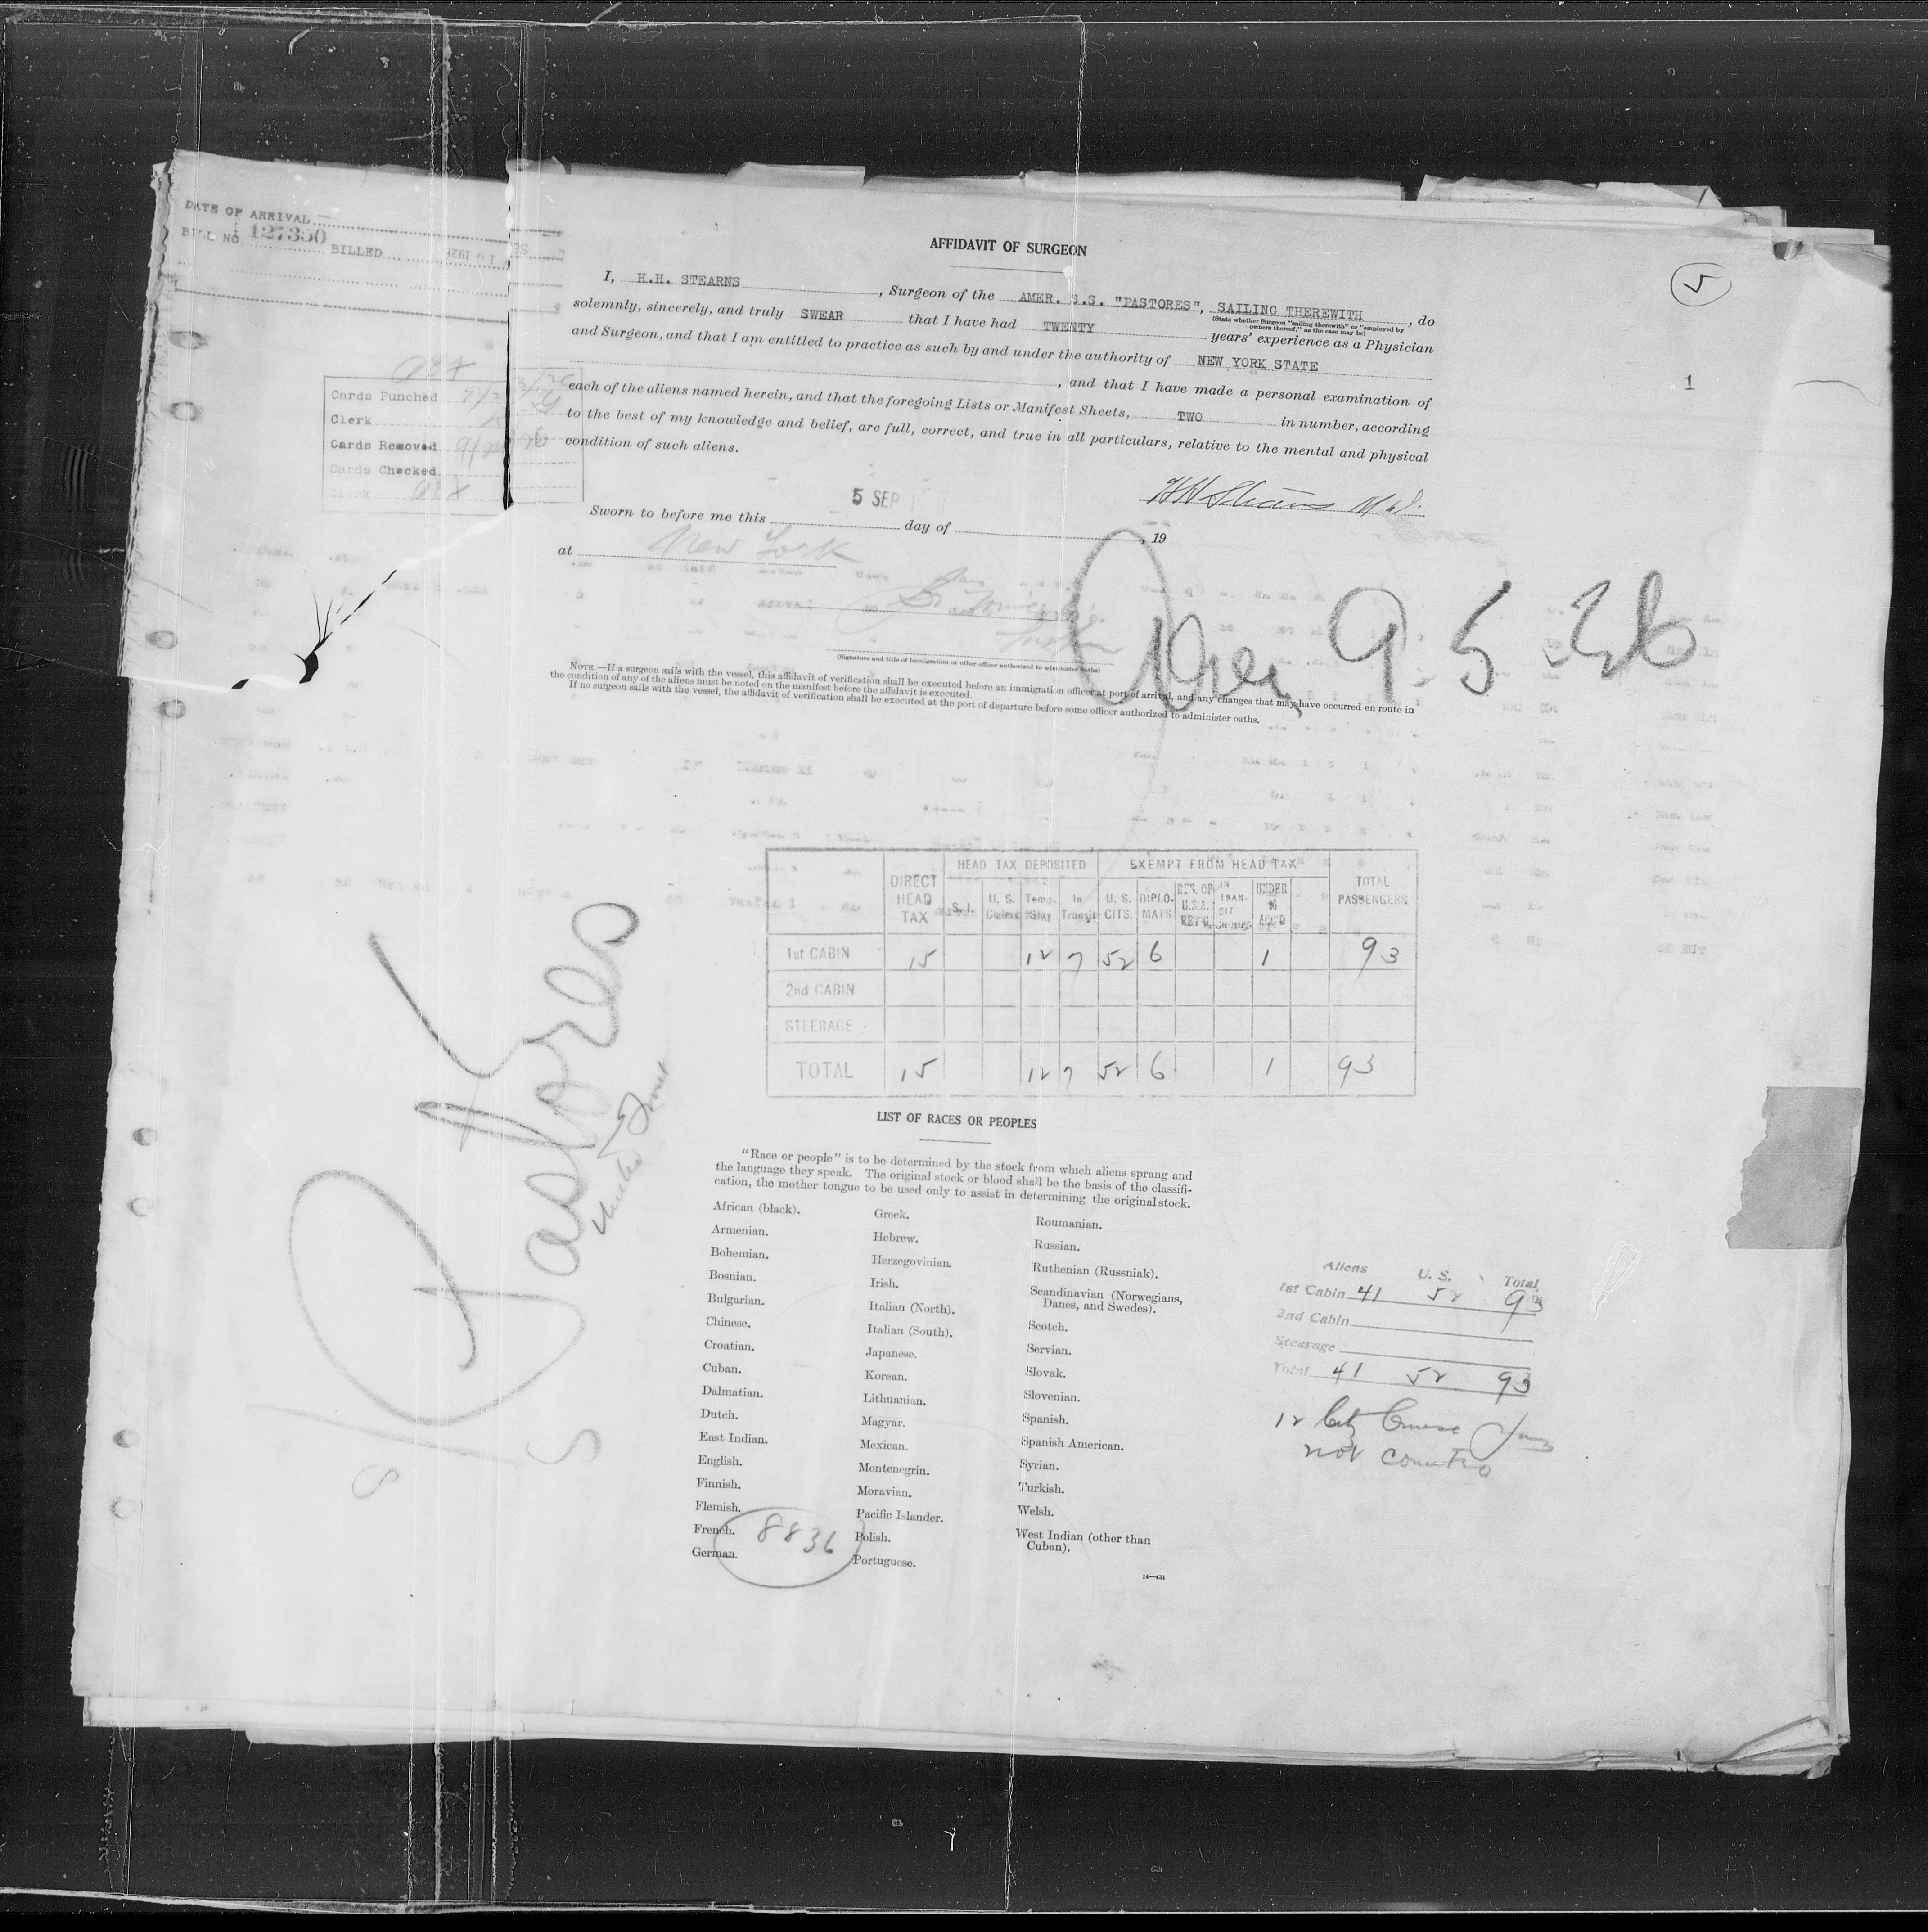 DATE OF ARRIVAL
BILL NO 127350 BILLED
Cards Punched
Clerk
Cards Removed
Cards Checked
Clerk
5
1
AFFIDAVIT OF SURGEON
I, H.H. STEARNS, Surgeon of the AMER. S.S. "PASTORES", SAILING THEREWITH, do
(State whether Surgeon "sailing therewith" or "employed by owners thereof," as the case may be)
solemnly, sincerely, and truly SWEAR that I have had TWENTY years' experience as a Physician
and Surgeon, and that I am entitled to practice as such by and under the authority of NEW YORK STATE
, and that I have made a personal examination of
each of the aliens named herein, and that the foregoing Lists or Manifest Sheets, TWO in number, according
to the best of my knowledge and belief, are full, correct, and true in all particulars, relative to the mental and physical
condition of such aliens.
H H Stearns M.D.
Sworn to before me this 5 SEP day of , 19
at New York
(Signature and title of immigration or other officer authorized to administer oaths)
9 5 26
NOTE.—If a surgeon sails with the vessel, this affidavit of verification shall be executed before an immigration officer at port of arrival, and any changes that may have occurred en route in
the condition of any of the aliens must be noted on the manifest before the affidavit is executed.
If no surgeon sails with the vessel, the affidavit of verification shall be executed at the port of departure before some officer authorized to administer oaths.
DIRECT HEAD TAX HEAD TAX DEPOSITED EXEMPT FROM HEAD TAX TOTAL PASSENGERS
S. I. U. S. Claims Temp. Stay In Transit U. S. CITS. DIPLOMATS RES. OF U.S.A. RET'G. IN TRANSIT UNDER 16 ACC'D
1st CABIN 15 12 7 52 6 1 93
2nd CABIN
STEERAGE
TOTAL 15 12 7 52 6 1 93
Pastores
United Fruit
LIST OF RACES OR PEOPLES
"Race or people" is to be determined by the stock from which aliens sprang and
the language they speak. The original stock or blood shall be the basis of the classifi-
cation, the mother tongue to be used only to assist in determining the original stock.
African (black).
Armenian.
Bohemian.
Bosnian.
Bulgarian.
Chinese.
Croatian.
Cuban.
Dalmatian.
Dutch.
East Indian.
English.
Finnish.
Flemish.
French.
German.
8836
Greek.
Hebrew.
Herzegovinian.
Irish.
Italian (North).
Italian (South).
Japanese.
Korean.
Lithuanian.
Magyar.
Mexican.
Montenegrin.
Moravian.
Pacific Islander.
Polish.
Portuguese.
Roumanian.
Russian.
Ruthenian (Russniak).
Scandinavian (Norwegians,
Danes, and Swedes).
Scotch.
Servian.
Slovak.
Slovenian.
Spanish.
Spanish American.
Syrian.
Turkish.
Welsh.
West Indian (other than
Cuban).
14—431
Aliens U. S. Total
1st Cabin 41 52 93
2nd Cabin
Steerage
Total 41 52 93
12
not counted